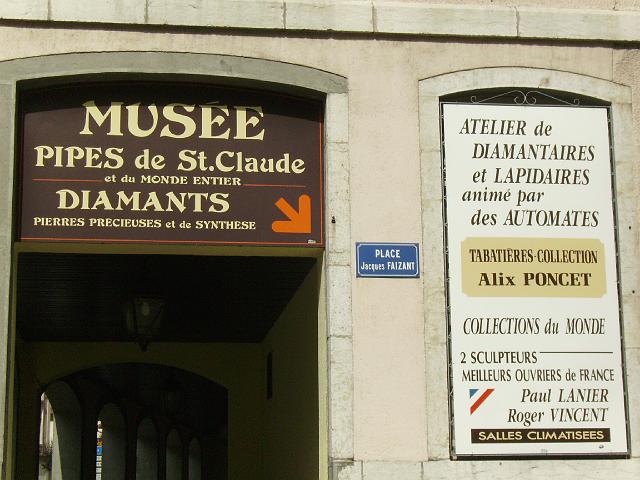 MUSÉE
PIPES de St.Claude
et du MONDE ENTIER
DIAMANTS
PIERRES PRÉCIEUSES et de SYNTHESE
PLACE
Jacques FAIZANT
ATELIER de
DIAMANTAIRES
et LAPIDAIRES
animé par
des AUTOMATES
TABATIÈRES-COLLECTION
Alix PONCET
COLLECTIONS du MONDE
2 SCULPTEURS
MEILLEURS OUVRIERS de FRANCE
Paul LANIER
Roger VINCENT
SALLES CLIMATISEES